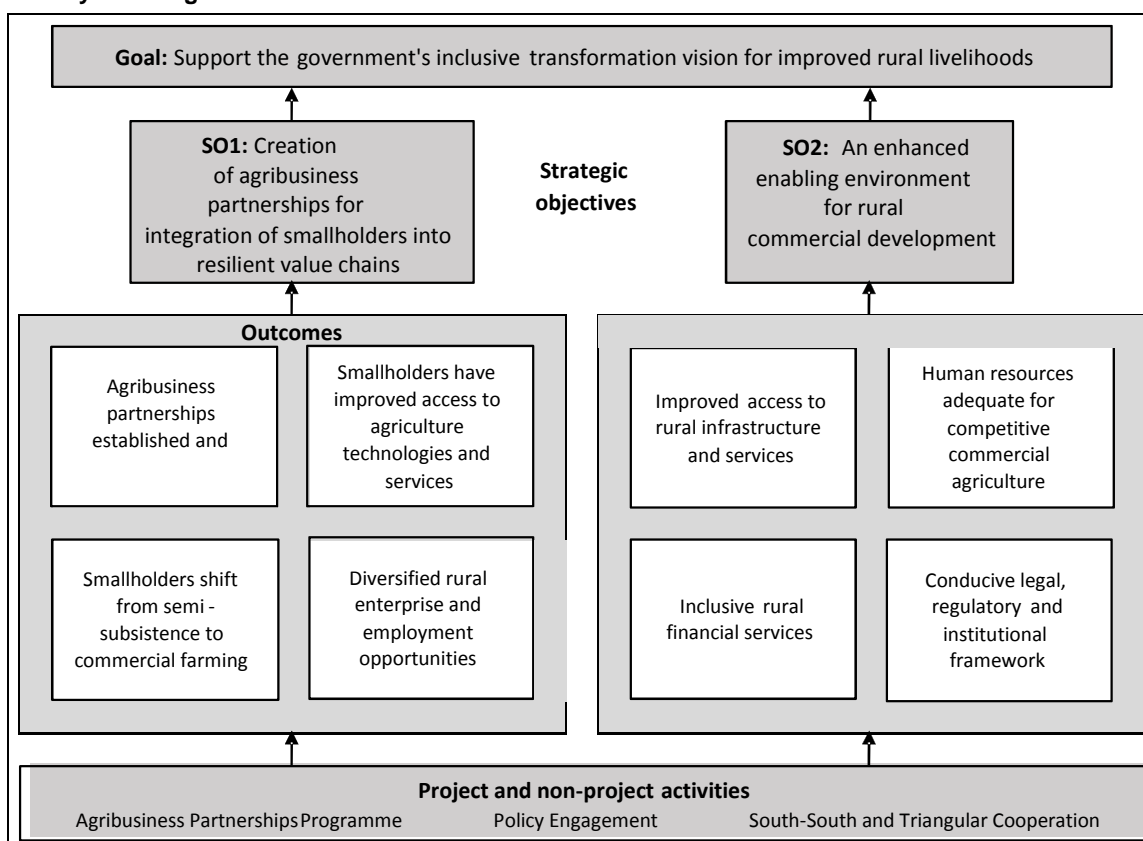 Goal: Support the government's inclusive transformation vision for improved rural livelihoods
SO1: Creation
of agribusiness
partnerships for
integration of smallholders into
resilient value chains
Strategic
objectives
SO2: An enhanced
enabling environment
for rural
commercial development
Outcomes
Agribusiness
partnerships
established and
Smallholders have
improved access to
agriculture
technologies and
services
Improved access to
rural infrastructure
and services
Human resources
adequate for
competitive
commercial
agriculture
Smallholders shift
from semi -
subsistence to
commercial farming
Diversified rural
enterprise and
employment
opportunities
Inclusive rural
financial services
Conducive legal,
regulatory and
institutional
framework
Project and non-project activities
Agribusiness Partnerships Programme Policy Engagement South-South and Triangular Cooperation